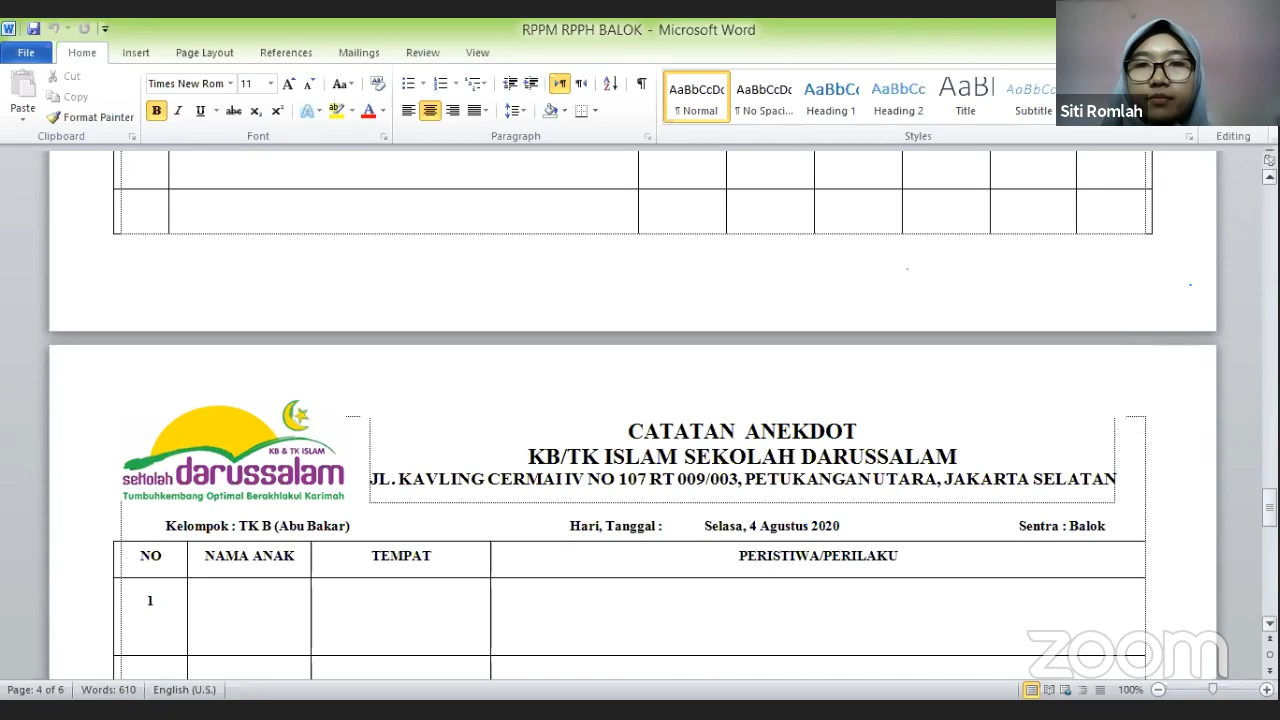 RPPM RPPH BALOK - Microsoft Word
File Home Insert Page Layout References Mailings Review View
Paste
Cut
Copy
Format Painter
Clipboard
Times New Rom 11
Font
Paragraph
AaBbCcDc AaBbCcDc AaBbC AaBbCc AaB AaBbCc
¶ Normal ¶ No Spaci... Heading 1 Heading 2 Title Subtitle
Styles
Editing
Siti Romlah
KB & TK ISLAM
sekolah darussalam
Tumbuhkembang Optimal Berakhlakul Karimah
CATATAN ANEKDOT
KB/TK ISLAM SEKOLAH DARUSSALAM
JL. KAVLING CERMAI IV NO 107 RT 009/003, PETUKANGAN UTARA, JAKARTA SELATAN
Kelompok : TK B (Abu Bakar) Hari, Tanggal : Selasa, 4 Agustus 2020 Sentra : Balok
NO NAMA ANAK TEMPAT PERISTIWA/PERILAKU
1
zoom
Page: 4 of 6 Words: 610 English (U.S.) 100%